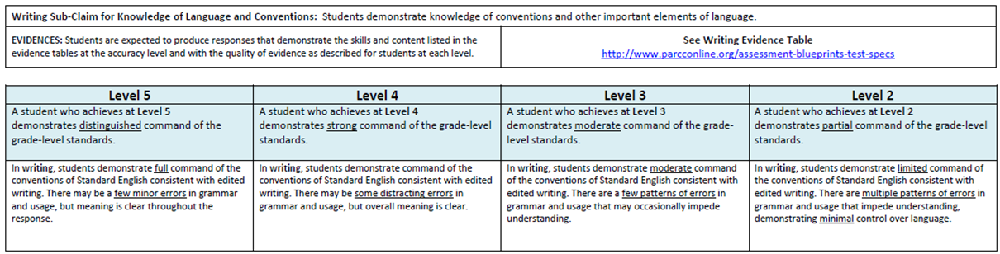 Writing Sub-Claim for Knowledge of Language and Conventions: Students demonstrate knowledge of conventions and other important elements of language.
EVIDENCES: Students are expected to produce responses that demonstrate the skills and content listed in the
evidence tables at the accuracy level and with the quality of evidence as described for students at each level.
See Writing Evidence Table
http://www.parcconline.org/assessment-blueprints-test-specs
Level 5
A student who achieves at Level 5
demonstrates distinguished command of the
grade-level standards.
In writing, students demonstrate full command of the
conventions of Standard English consistent with edited
writing. There may be a few minor errors in grammar
and usage, but meaning is clear throughout the
response.
Level 4
A student who achieves at Level 4
demonstrates strong command of the grade-level
standards.
In writing, students demonstrate command of the
conventions of Standard English consistent with edited
writing. There may be some distracting errors in
grammar and usage, but overall meaning is clear.
Level 3
A student who achieves at Level 3
demonstrates moderate command of the grade-
level standards.
In writing, students demonstrate moderate command
of the conventions of Standard English consistent with
edited writing. There are a few patterns of errors in
grammar and usage that may occasionally impede
understanding.
Level 2
A student who achieves at Level 2
demonstrates partial command of the grade-level
standards.
In writing, students demonstrate limited command of
the conventions of Standard English consistent with
edited writing. There are multiple patterns of errors in
grammar and usage that impede understanding,
demonstrating minimal control over language.